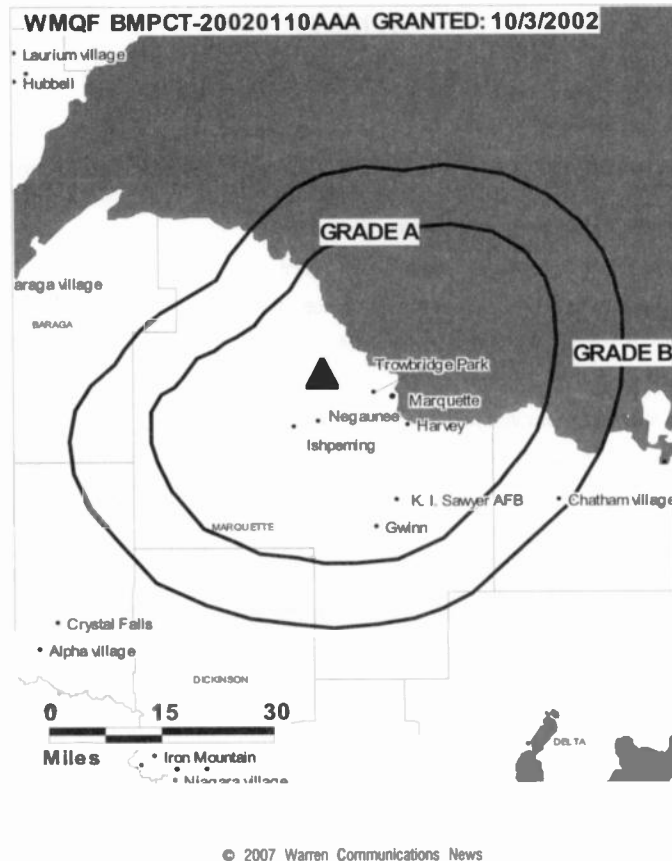 WMQF BMPCT-20020110AAA GRANTED: 10/3/2002
Laurium village
Hubbell
GRADE A
araga village
BARAGA
GRADE B
Trowbridge Park
Marquette
Negaunee
Harvey
Ishpeming
K. I. Sawyer AFB
Chatham village
MARQUETTE
Gwinn
Crystal Falls
Alpha village
DICKINSON
0 15 30
Miles
DELTA
Iron Mountain
Niagara village
© 2007 Warren Communications News